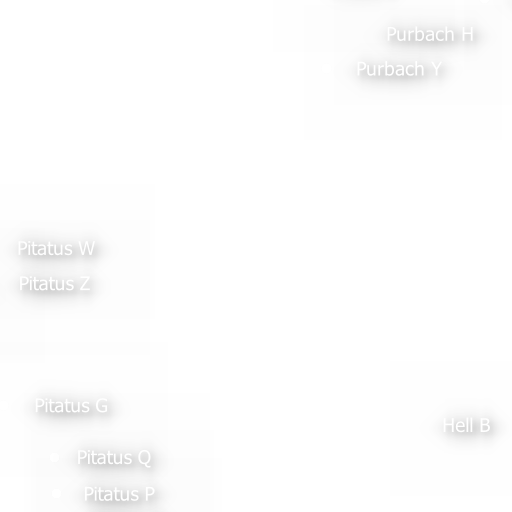 Purbach H
Purbach Y
Pitatus W
Pitatus Z
Pitatus G
Hell B
Pitatus Q
Pitatus P